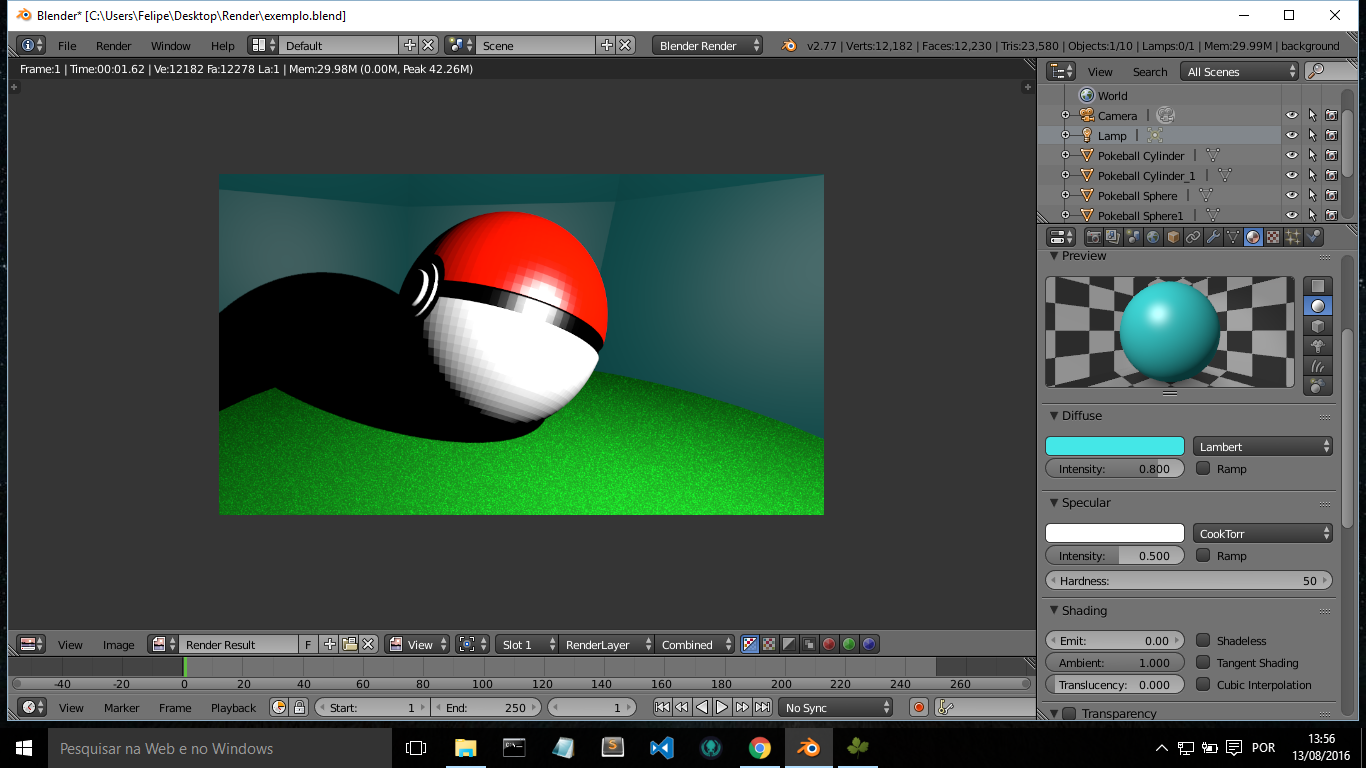 Blender* [C:\Users\Felipe\Desktop\Render\exemplo.blend]
File Render Window Help Default Scene Blender Render v2.77 | Verts:12,182 | Faces:12,230 | Tris:23,580 | Objects:1/10 | Lamps:0/1 | Mem:29.99M | background
Frame:1 | Time:00:01.62 | Ve:12182 Fa:12278 La:1 | Mem:29.98M (0.00M, Peak 42.26M)
View Search All Scenes
World
Camera
Lamp
Pokeball Cylinder
Pokeball Cylinder_1
Pokeball Sphere
Pokeball Sphere1
Preview
Diffuse
Lambert
Intensity: 0.800 Ramp
Specular
CookTorr
Intensity: 0.500 Ramp
Hardness: 50
Shading
Emit: 0.00 Shadeless
Ambient: 1.000 Tangent Shading
Translucency: 0.000 Cubic Interpolation
Transparency
View Image Render Result F View Slot 1 RenderLayer Combined
-40 -20 0 20 40 60 80 100 120 140 160 180 200 220 240 260
View Marker Frame Playback Start: 1 End: 250 1 No Sync
Pesquisar na Web e no Windows
POR
13:56
13/08/2016